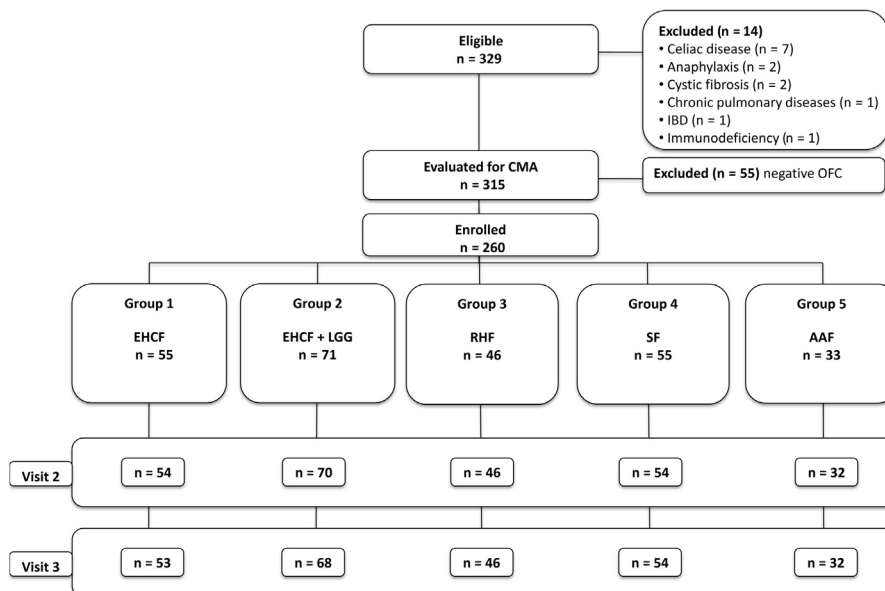 Eligible
n = 329
Excluded (n = 14)
• Celiac disease (n = 7)
• Anaphylaxis (n = 2)
• Cystic fibrosis (n = 2)
• Chronic pulmonary diseases (n = 1)
• IBD (n = 1)
• Immunodeficiency (n = 1)
Evaluated for CMA
n = 315
Excluded (n = 55) negative OFC
Enrolled
n = 260
Group 1
EHCF
n = 55
Group 2
EHCF + LGG
n = 71
Group 3
RHF
n = 46
Group 4
SF
n = 55
Group 5
AAF
n = 33
Visit 2
n = 54
n = 70
n = 46
n = 54
n = 32
Visit 3
n = 53
n = 68
n = 46
n = 54
n = 32